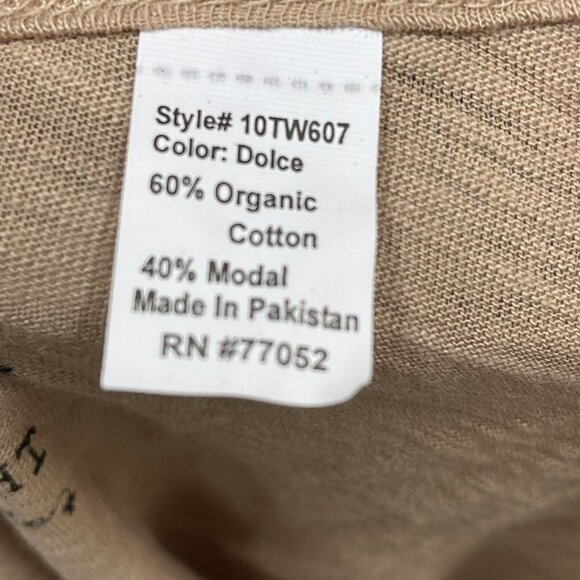 Style# 10TW607
Color: Dolce
60% Organic
Cotton
40% Modal
Made In Pakistan
RN #77052